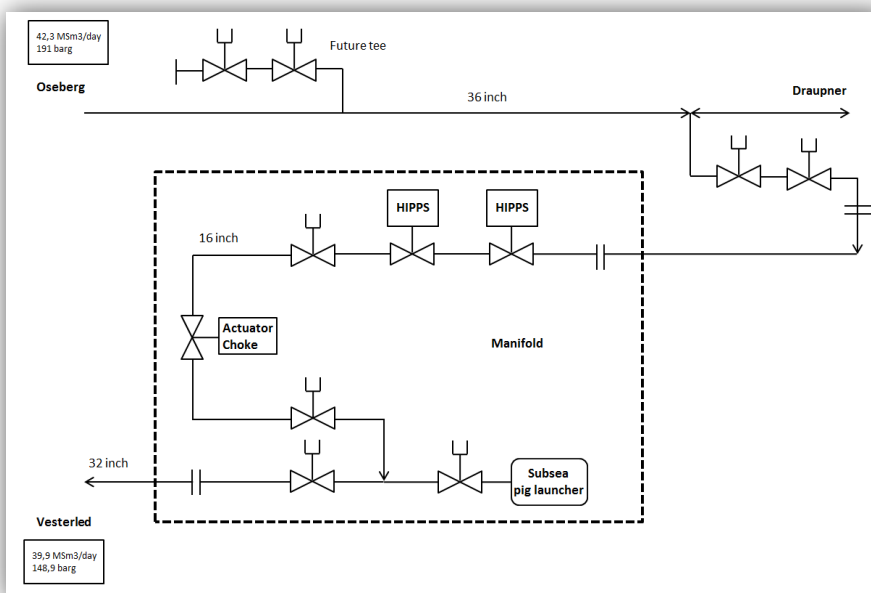 42,3 MSm3/day
191 barg
Oseberg
Future tee
36 inch
Draupner
HIPPS
HIPPS
16 inch
Actuator
Choke
Manifold
32 inch
Subsea
pig launcher
Vesterled
39,9 MSm3/day
148,9 barg